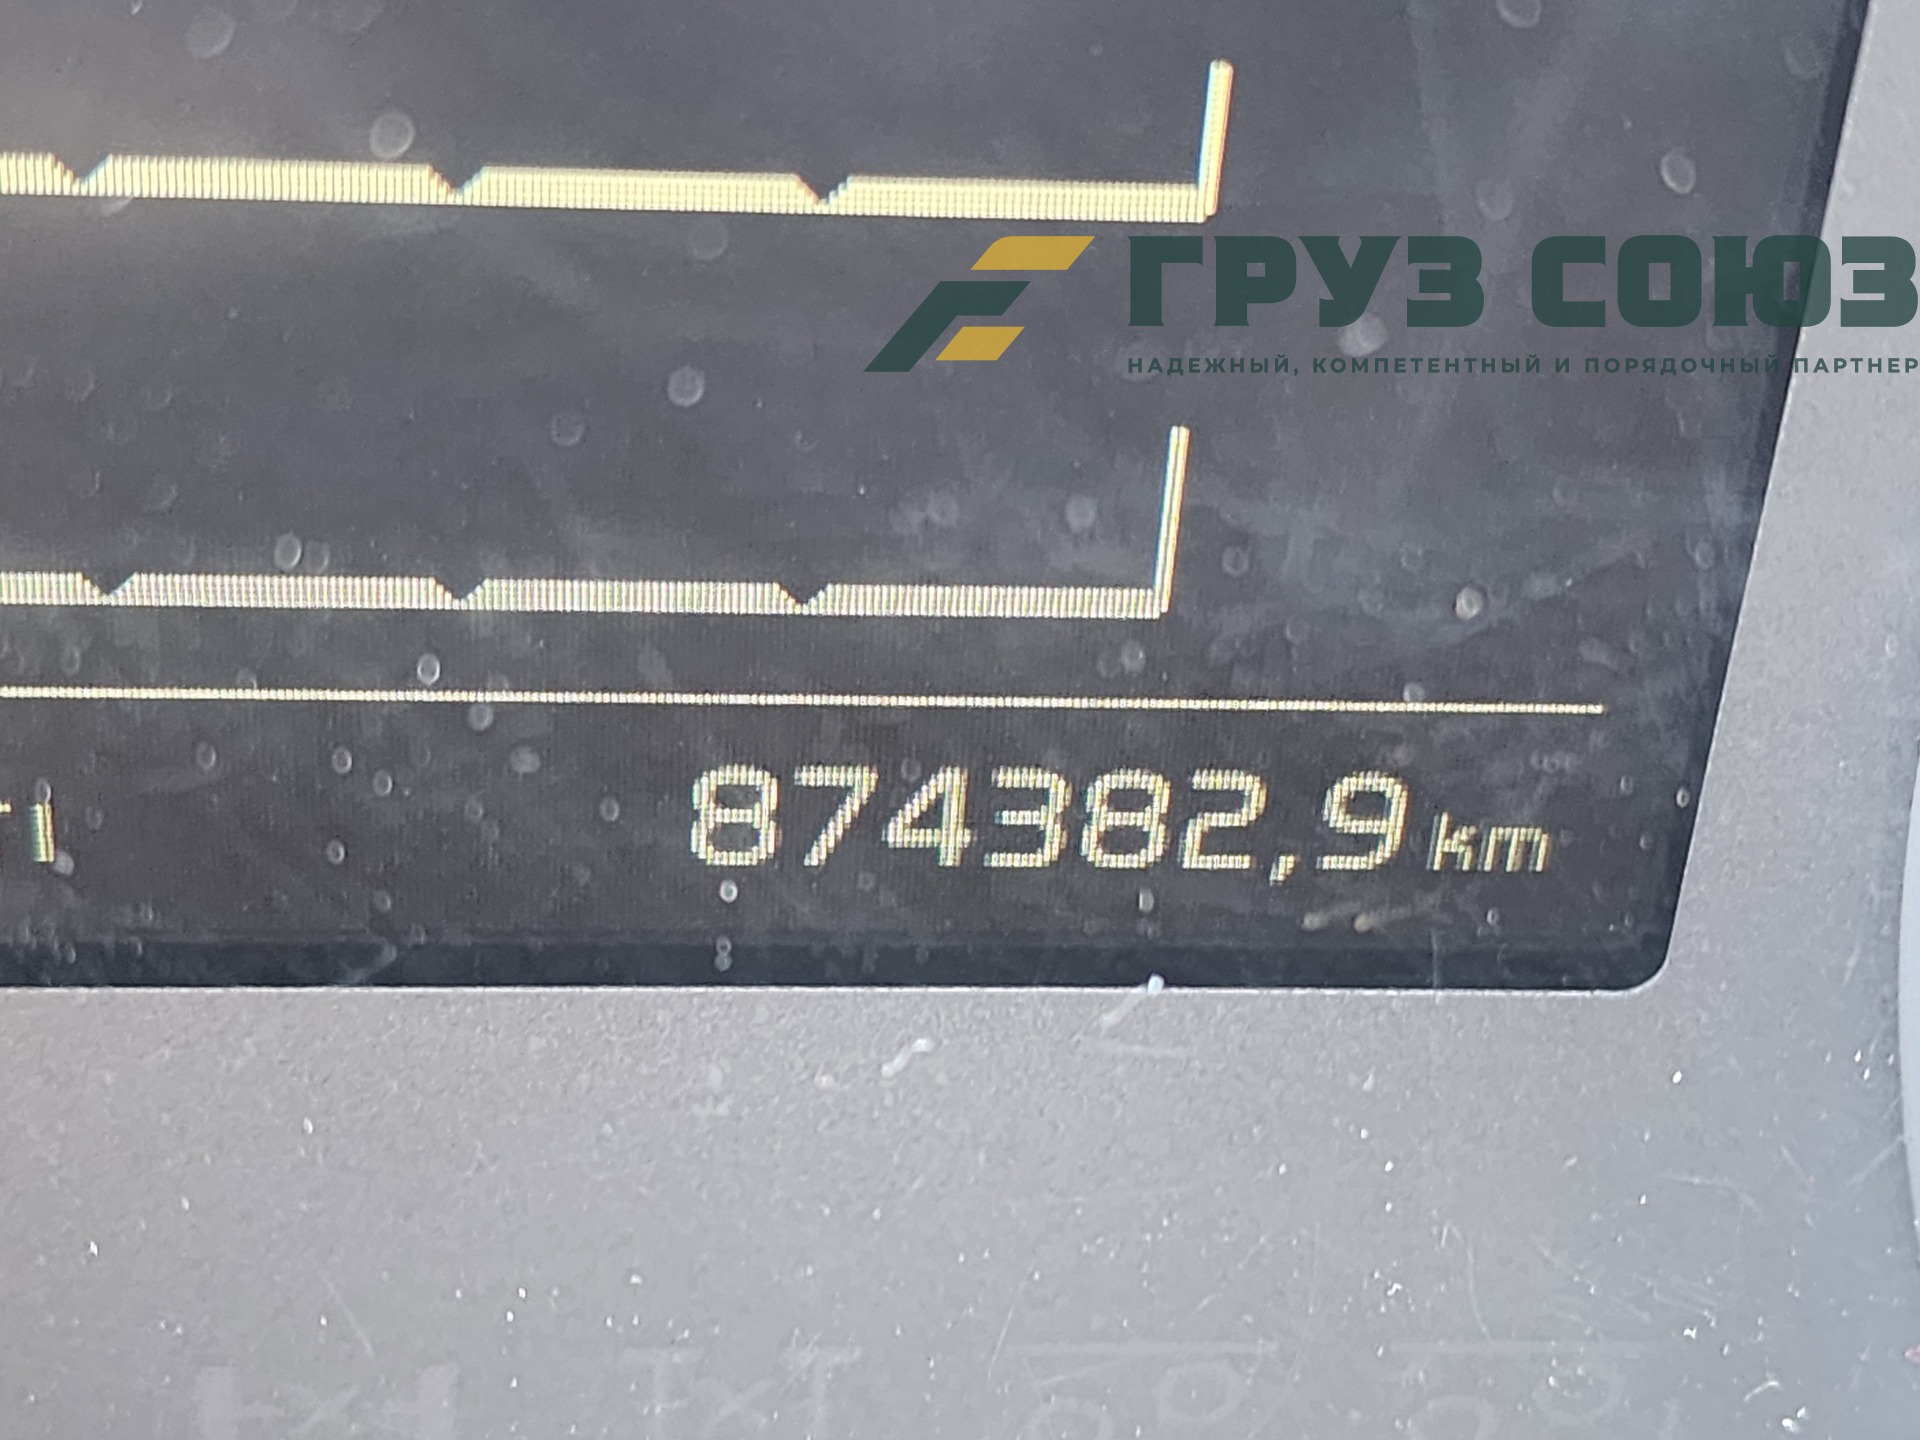 ГРУЗ СОЮЗ
НАДЕЖНЫЙ, КОМПЕТЕНТНЫЙ И ПОРЯДОЧНЫЙ ПАРТНЕР
874382,9 km